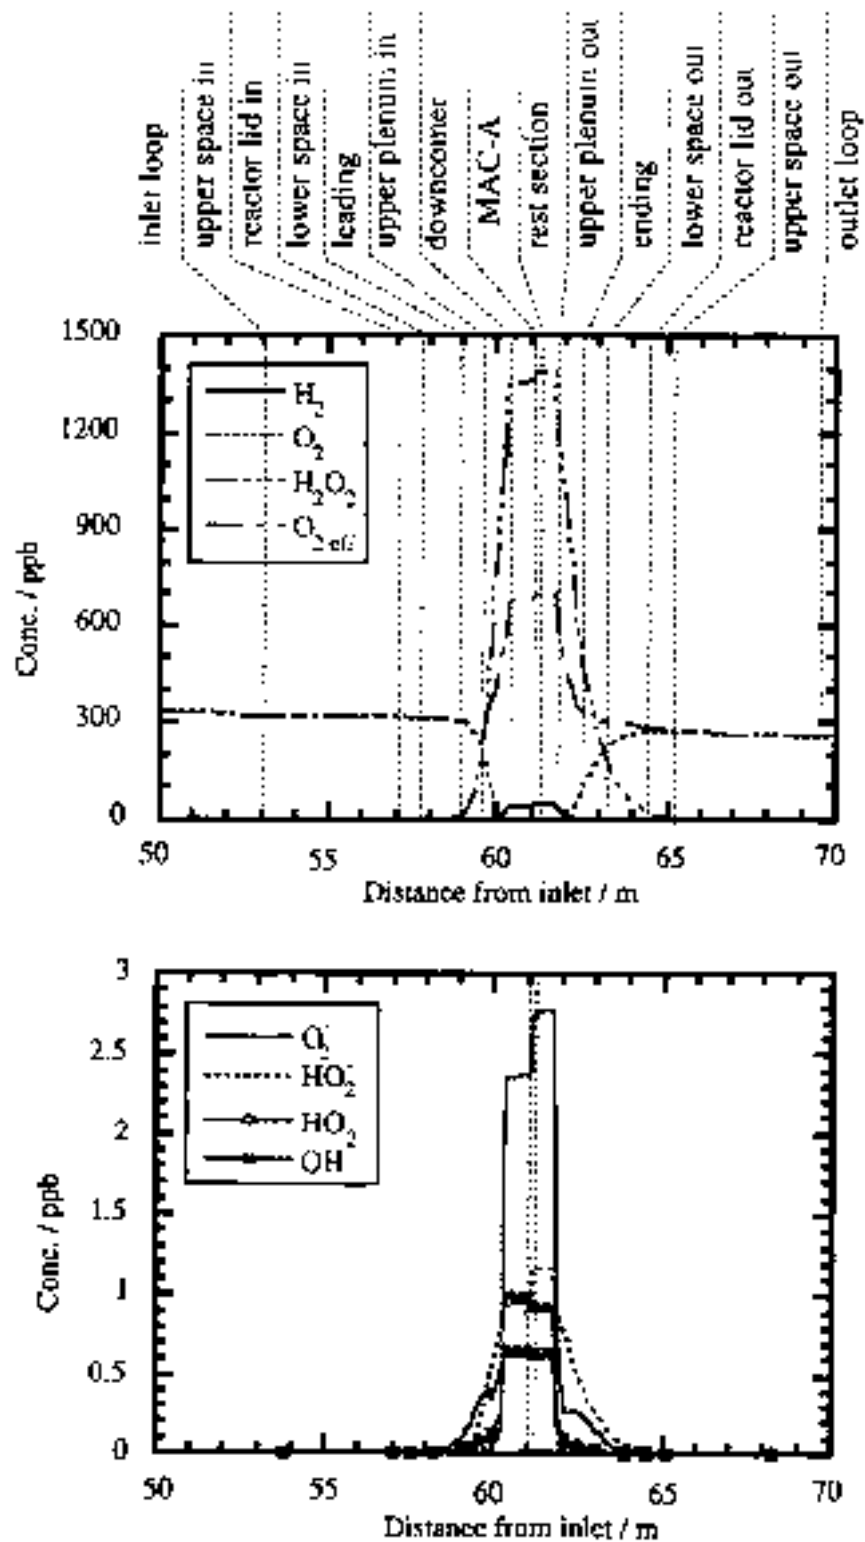 inlet loop
upper space in
reactor lid in
lower space in
leading
upper plenum in
downcomer
MAC-A
rest section
upper plenum out
ending
lower space out
reactor lid out
upper space out
outlet loop
1500
1200
900
600
300
0
Conc. / ppb
H2
O2
H2O2
O2 eff
50 55 60 65 70
Distance from inlet / m
3
2.5
2
1.5
1
0.5
0
Conc. / ppb
O2-
HO2-
HO2
OH
50 55 60 65 70
Distance from inlet / m